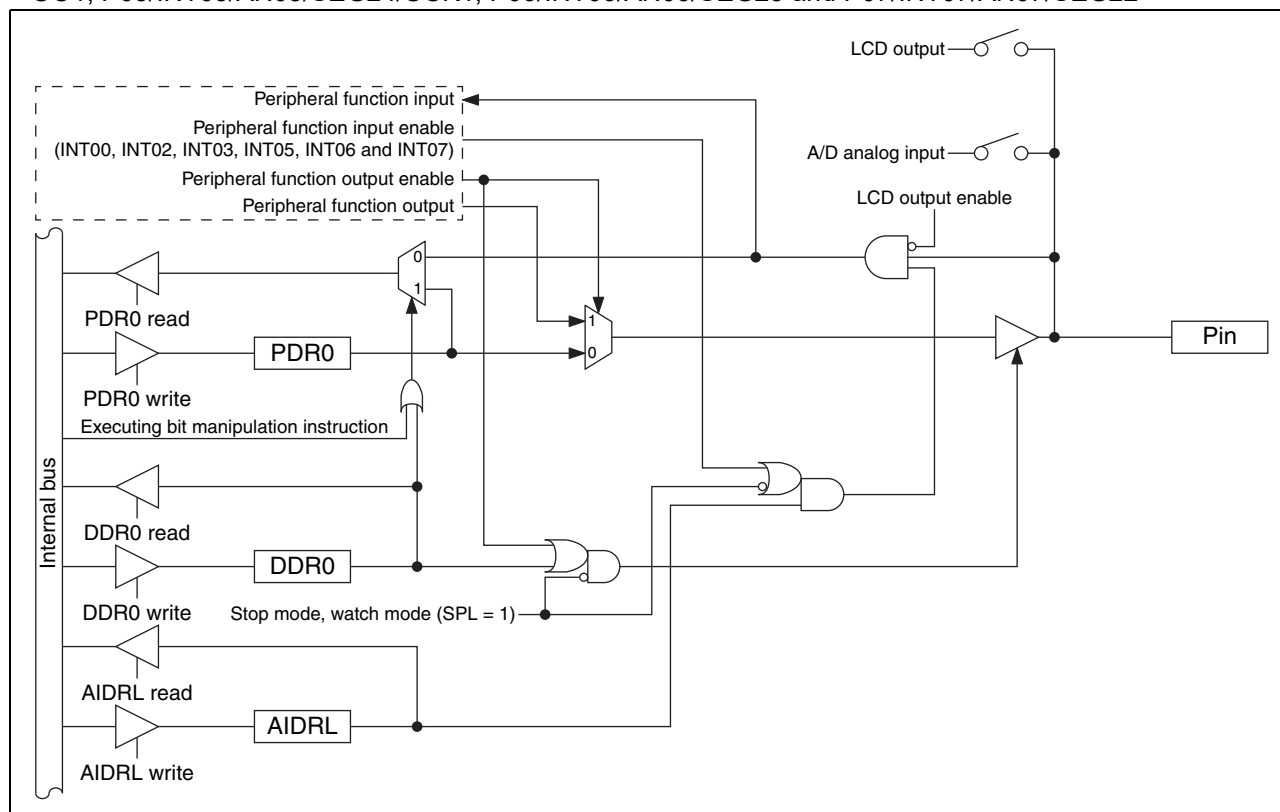 LCD output
Peripheral function input
Peripheral function input enable
(INT00, INT02, INT03, INT05, INT06 and INT07)
A/D analog input
Peripheral function output enable
Peripheral function output
LCD output enable
0
1
PDR0 read
1
PDR0
0
Pin
PDR0 write
Executing bit manipulation instruction
Internal bus
DDR0 read
DDR0
DDR0 write
Stop mode, watch mode (SPL = 1)
AIDRL read
AIDRL
AIDRL write